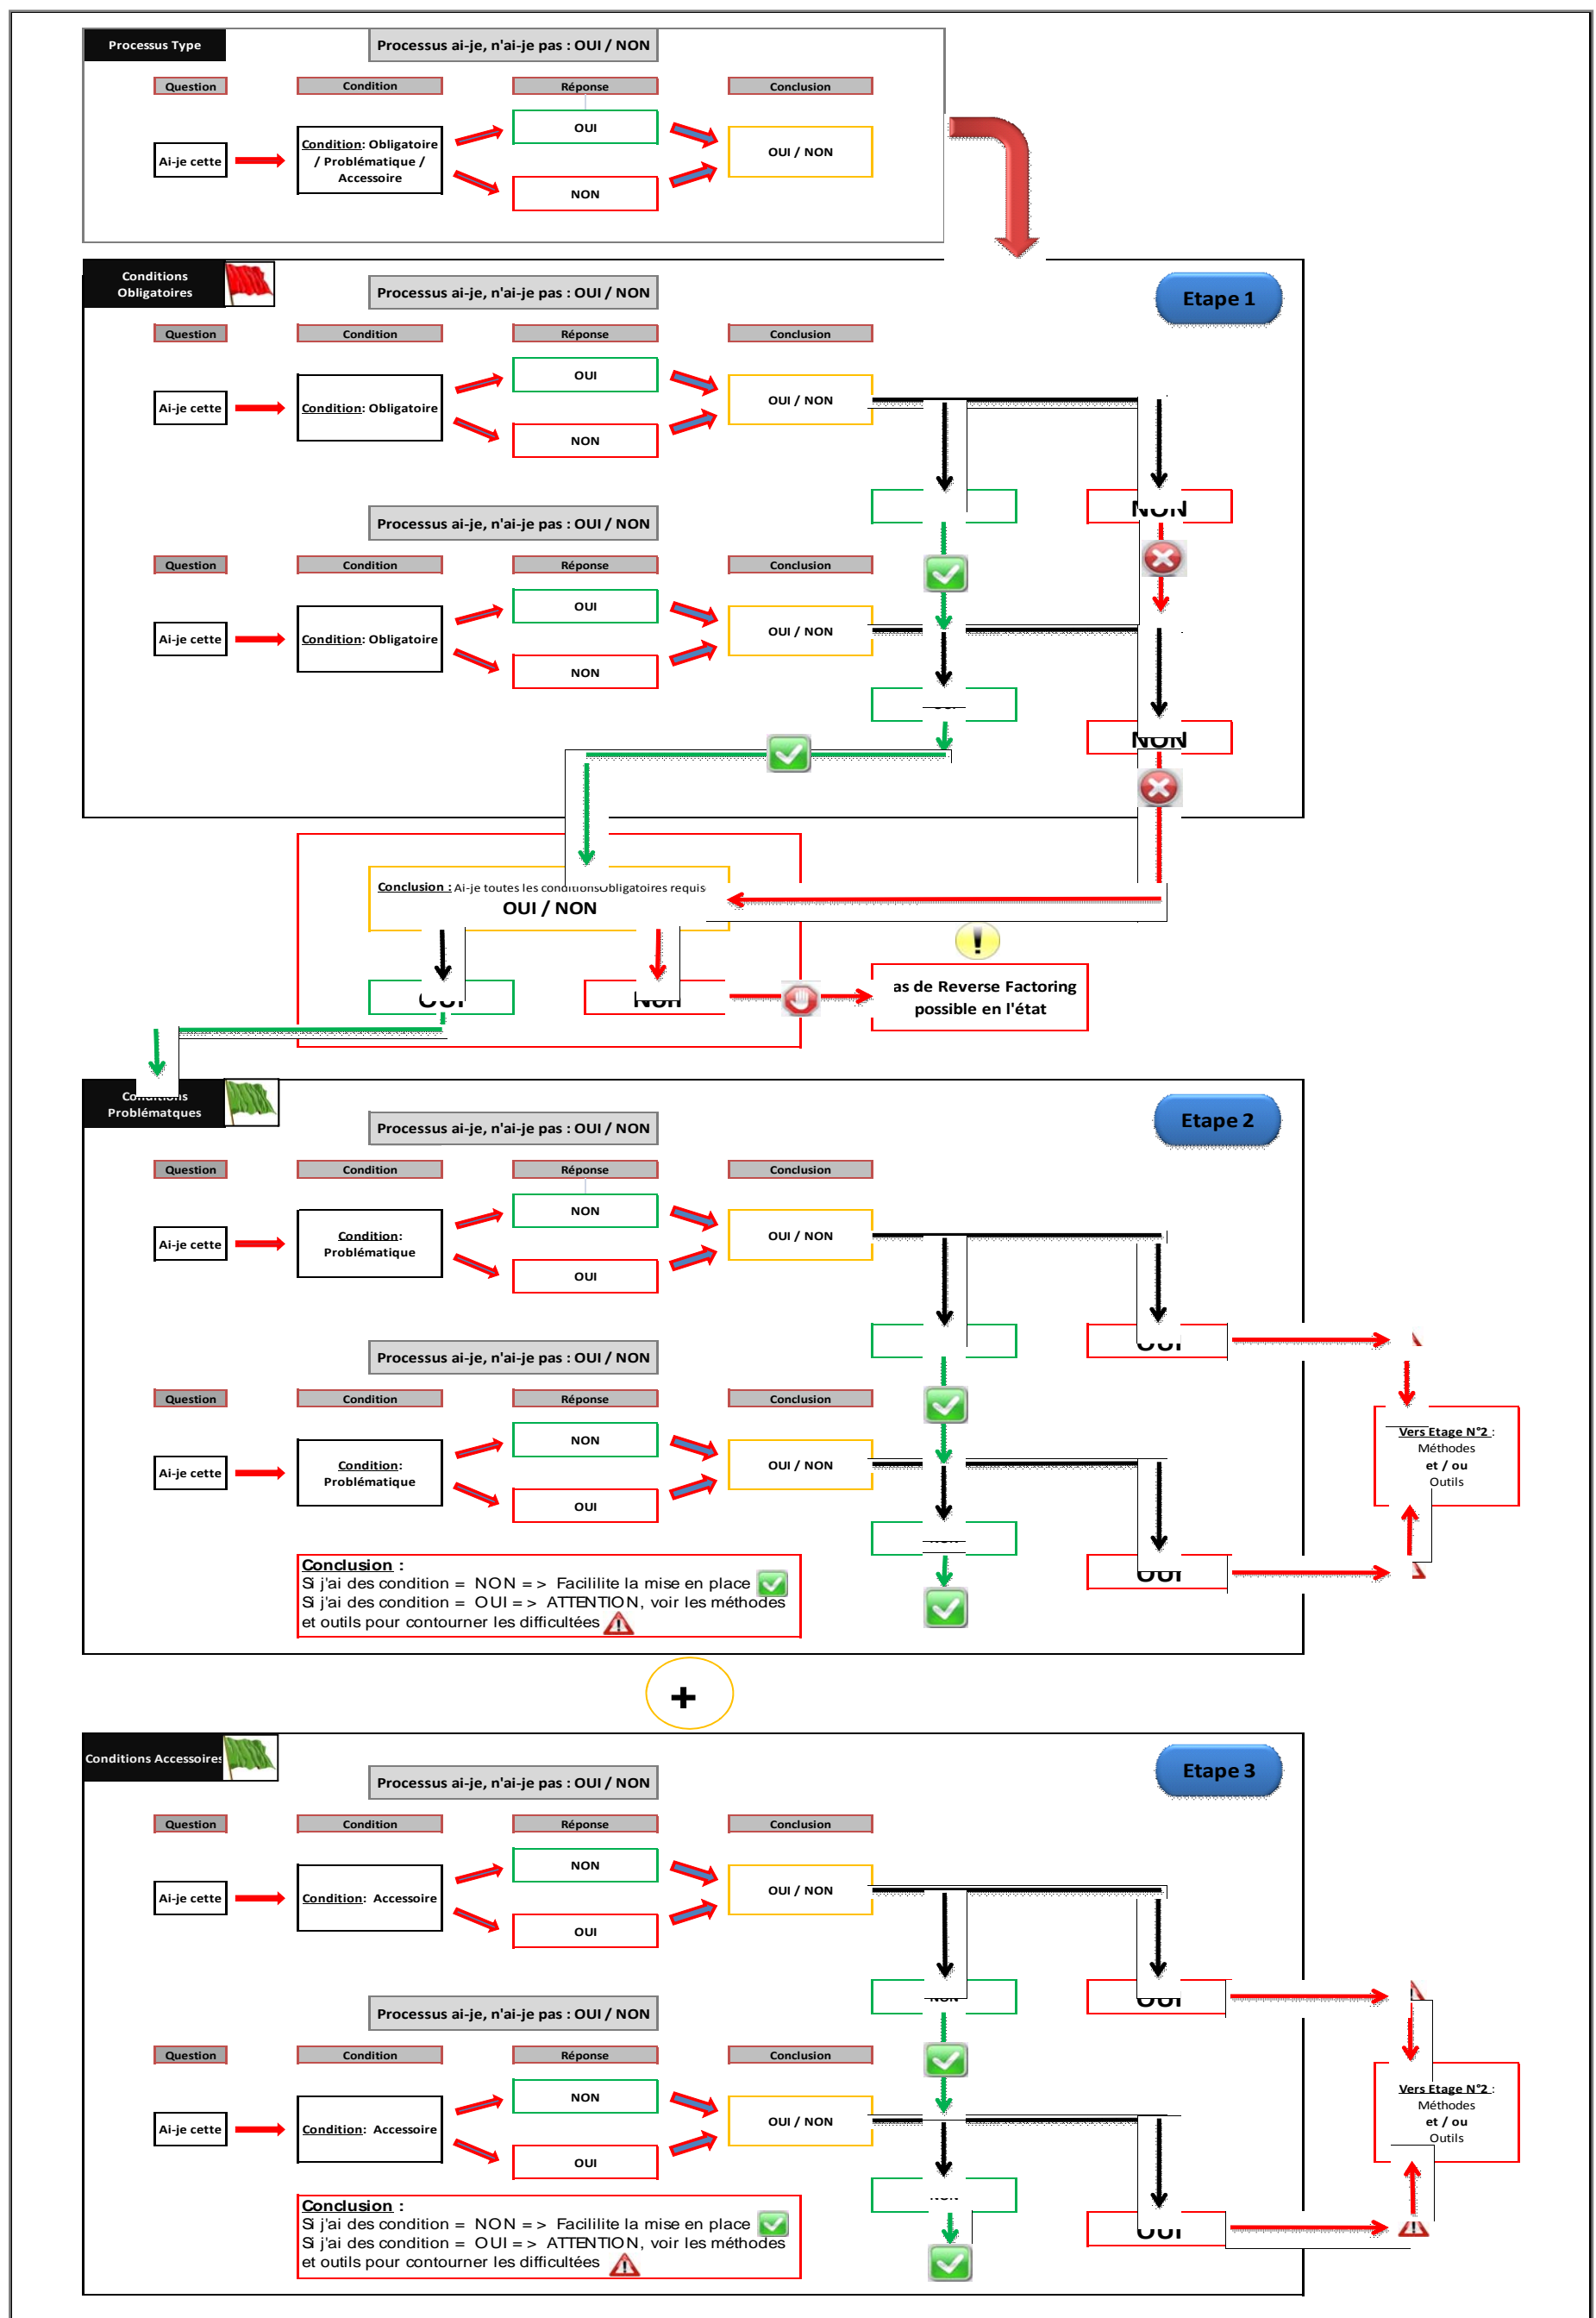 Processus Type
Processus ai-je, n'ai-je pas : OUI / NON
Question
Condition
Réponse
Conclusion
OUI
Ai-je cette
Condition: Obligatoire
/ Problématique /
Accessoire
OUI / NON
NON
Conditions
Obligatoires
Processus ai-je, n'ai-je pas : OUI / NON
Etape 1
Question
Condition
Réponse
Conclusion
OUI
Ai-je cette
Condition: Obligatoire
OUI / NON
NON
NON
Processus ai-je, n'ai-je pas : OUI / NON
Question
Condition
Réponse
Conclusion
OUI
Ai-je cette
Condition: Obligatoire
OUI / NON
NON
NON
Conclusion : Ai-je toutes les conditions Obligatoires requis
OUI / NON
OUI
Non
as de Reverse Factoring
possible en l'état
Conditions
Problématques
Processus ai-je, n'ai-je pas : OUI / NON
Etape 2
Question
Condition
Réponse
Conclusion
NON
Ai-je cette
Condition:
Problématique
OUI / NON
OUI
OUI
Processus ai-je, n'ai-je pas : OUI / NON
Question
Condition
Réponse
Conclusion
NON
Ai-je cette
Condition:
Problématique
OUI / NON
OUI
Vers Etage N°2 :
Méthodes
et / ou
Outils
NON
OUI
Conclusion :
Si j'ai des condition = NON => Facililite la mise en place
Si j'ai des condition = OUI => ATTENTION, voir les méthodes
et outils pour contourner les difficultées
+
Conditions Accessoires
Processus ai-je, n'ai-je pas : OUI / NON
Etape 3
Question
Condition
Réponse
Conclusion
NON
Ai-je cette
Condition: Accessoire
OUI / NON
OUI
NON
OUI
Processus ai-je, n'ai-je pas : OUI / NON
Question
Condition
Réponse
Conclusion
NON
Ai-je cette
Condition: Accessoire
OUI / NON
OUI
Vers Etage N°2 :
Méthodes
et / ou
Outils
NON
OUI
Conclusion :
Si j'ai des condition = NON => Facililite la mise en place
Si j'ai des condition = OUI => ATTENTION, voir les méthodes
et outils pour contourner les difficultées